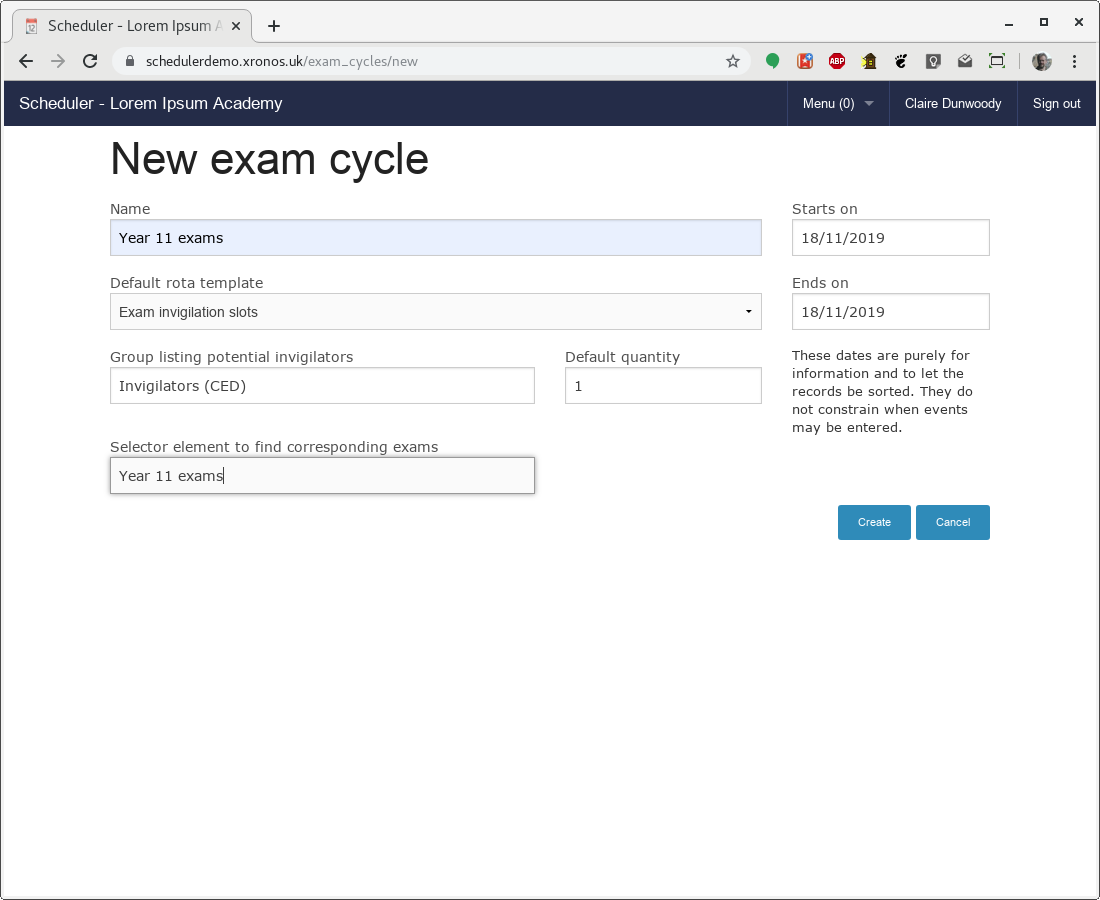 Scheduler - Lorem Ipsum A
schedulerdemo.xronos.uk/exam_cycles/new
ABP
Scheduler - Lorem Ipsum Academy
Menu (0)
Claire Dunwoody
Sign out
New exam cycle
Name
Starts on
Year 11 exams
18/11/2019
Default rota template
Ends on
Exam invigilation slots
18/11/2019
Group listing potential invigilators
Default quantity
These dates are purely for
information and to let the
records be sorted. They do
not constrain when events
may be entered.
Invigilators (CED)
1
Selector element to find corresponding exams
Year 11 exams
Create
Cancel